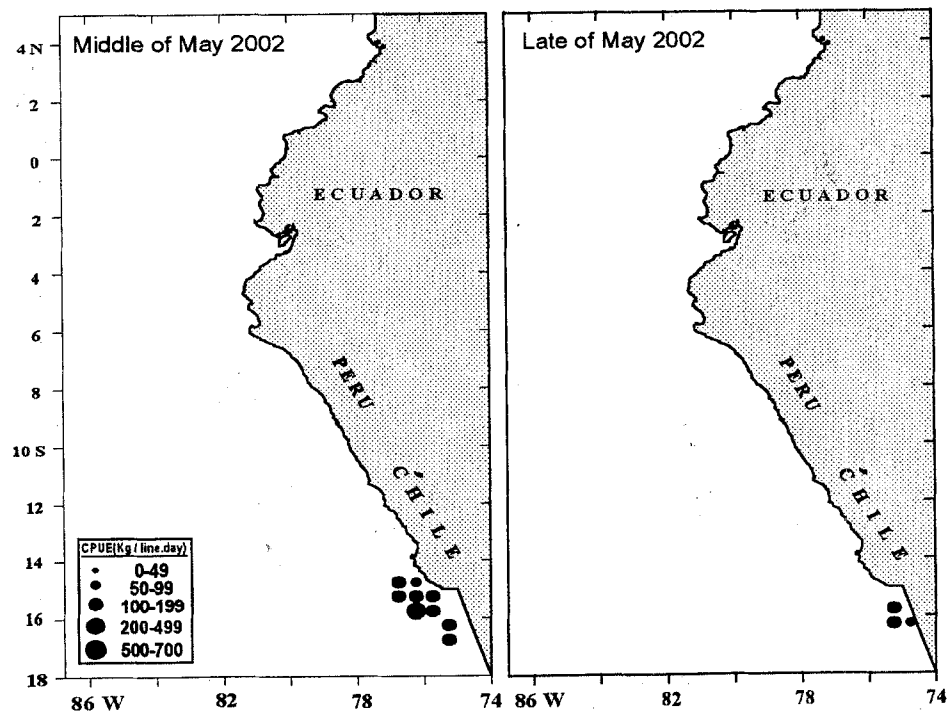 Middle of May 2002
4 N
2
0
2
4
6
8
10 S
12
14
16
18
ECUADOR
PERU
CHILE
CPUE(Kg / line.day)
0-49
50-99
100-199
200-499
500-700
86 W
82
78
74
Late of May 2002
ECUADOR
PERU
CHILE
86 W
82
78
74